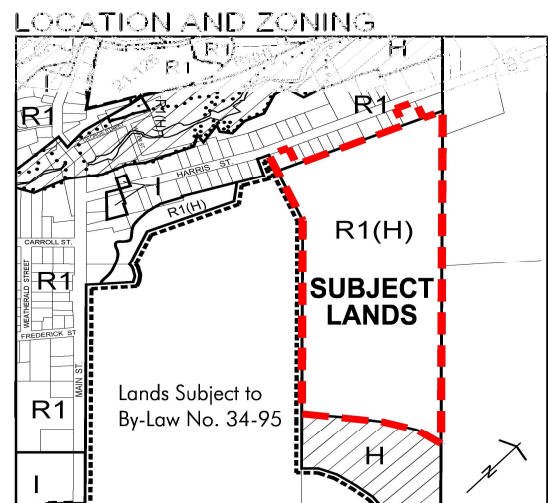 LOCATION AND ZONING
R1
H
R1
I
R1
R1
HARRIS ST.
P
I
R1(H)
R1(H)
CARROLL ST.
WEATHERALD STREET
R1
SUBJECT
LANDS
FREDERICK ST
MAIN ST.
Lands Subject to
By-Law No. 34-95
R1
H
I
N